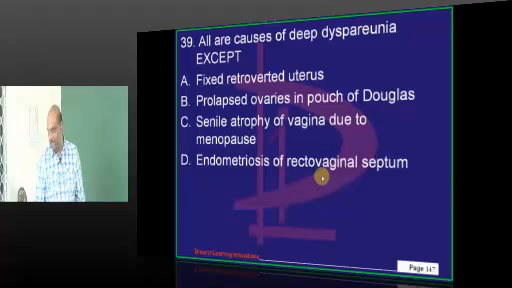 39. All are causes of deep dyspareunia
EXCEPT
A. Fixed retroverted uterus
B. Prolapsed ovaries in pouch of Douglas
C. Senile atrophy of vagina due to
menopause
D. Endometriosis of rectovaginal septum
Page 147